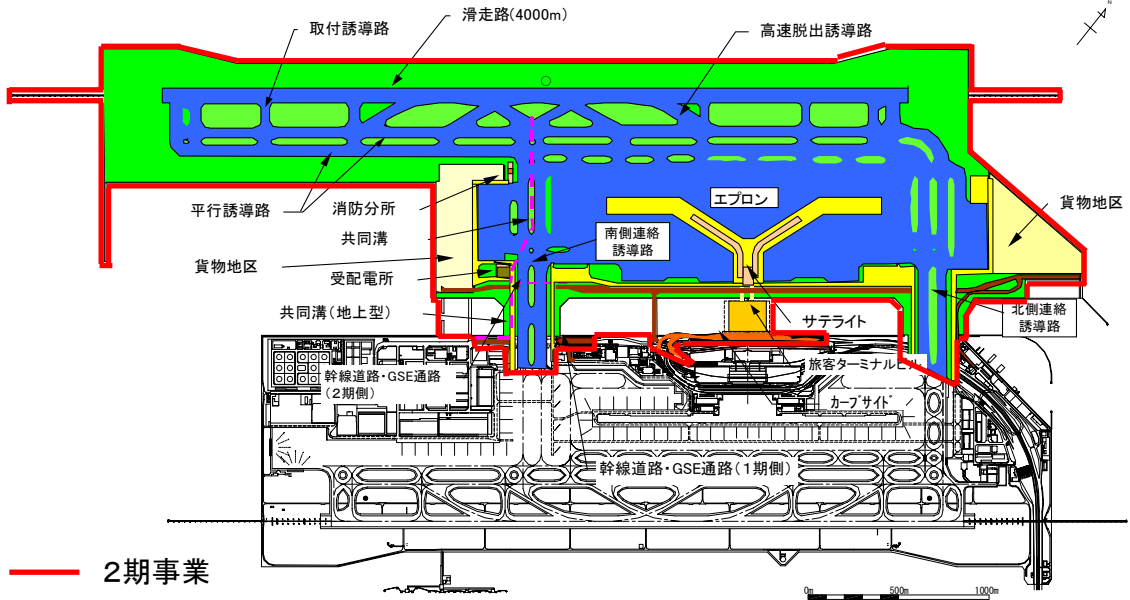 滑走路(4000m)
取付誘導路
高速脱出誘導路
N
平行誘導路
消防分所
エプロン
貨物地区
共同溝
南側連絡
誘導路
貨物地区
受配電所
共同溝(地上型)
サテライト
北側連絡
誘導路
幹線道路・GSE通路
(2期側)
旅客ターミナルビル
カーブサイド
幹線道路・GSE通路(1期側)
2期事業
0m 500m 1000m